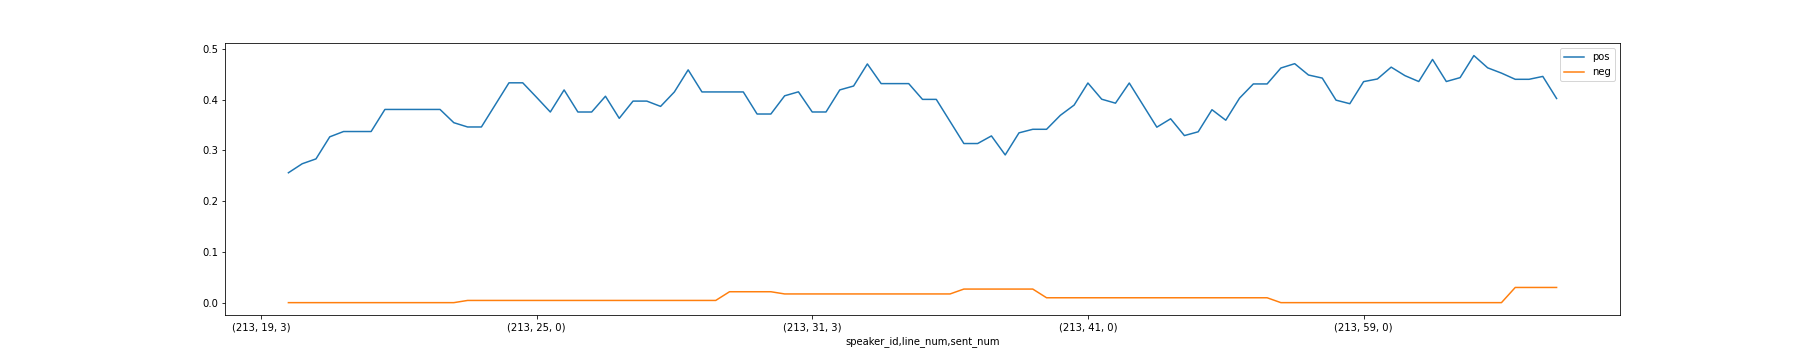 0.5
0.4
0.3
0.2
0.1
0.0
pos
neg
(213, 19, 3) (213, 25, 0) (213, 31, 3) (213, 41, 0) (213, 59, 0)
speaker_id,line_num,sent_num